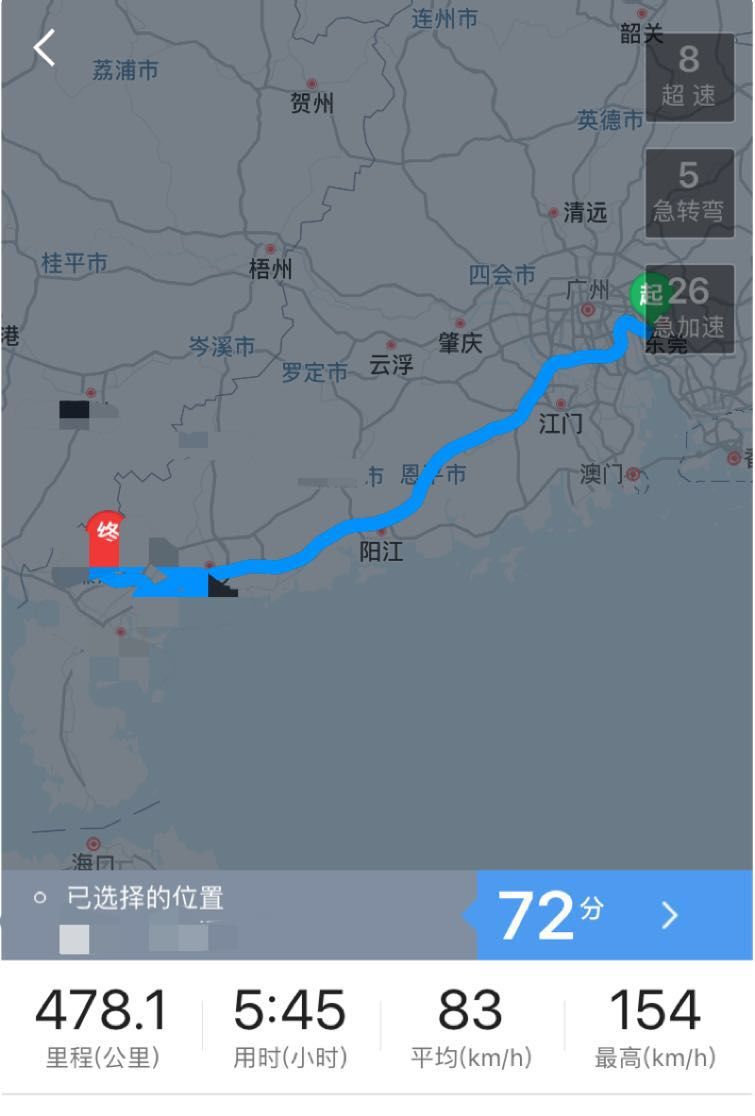 连州市
韶关
荔浦市
8
超速
贺州
英德市
5
急转弯
清远
桂平市
梧州
四会市
广州
起
26
急加速
港
岑溪市
肇庆
东莞
罗定市
云浮
江门
市
恩平市
澳门
终
阳江
海口
已选择的位置
72分
478.1
5:45
83
154
里程(公里)
用时(小时)
平均(km/h)
最高(km/h)